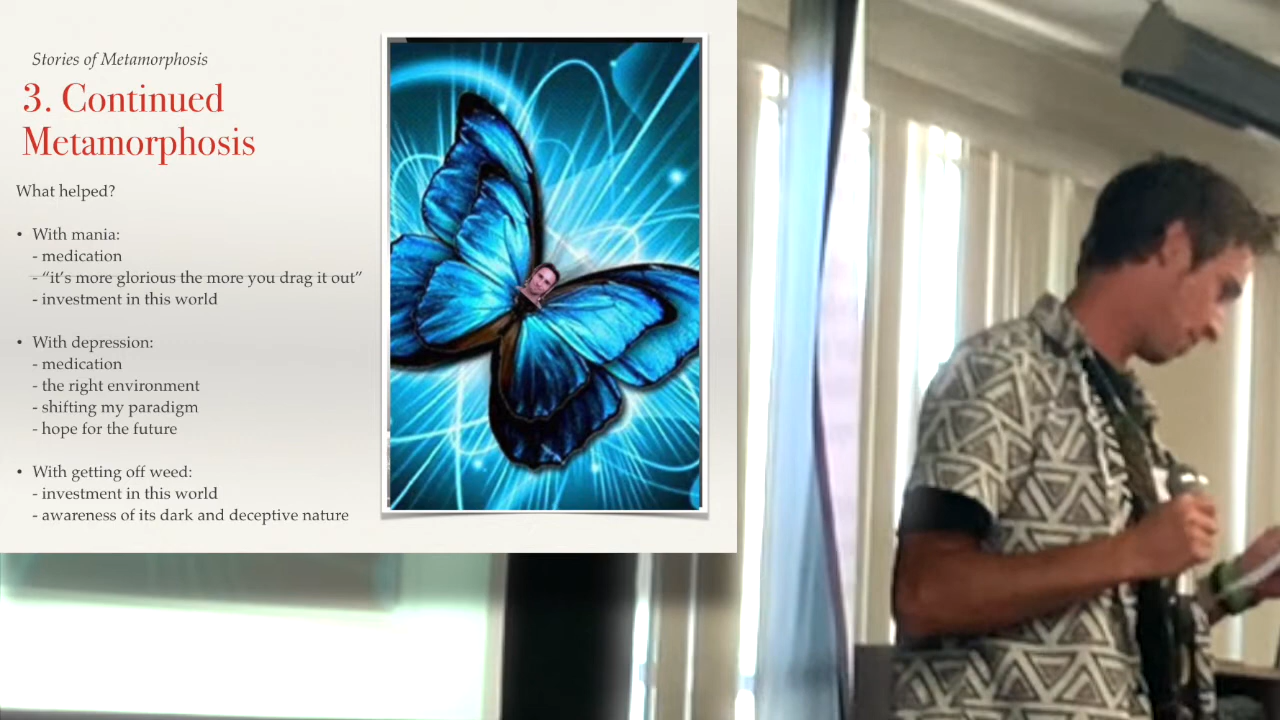 Stories of Metamorphosis
3. Continued
Metamorphosis
What helped?
• With mania:
- medication
- “it’s more glorious the more you drag it out”
- investment in this world
• With depression:
- medication
- the right environment
- shifting my paradigm
- hope for the future
• With getting off weed:
- investment in this world
- awareness of its dark and deceptive nature